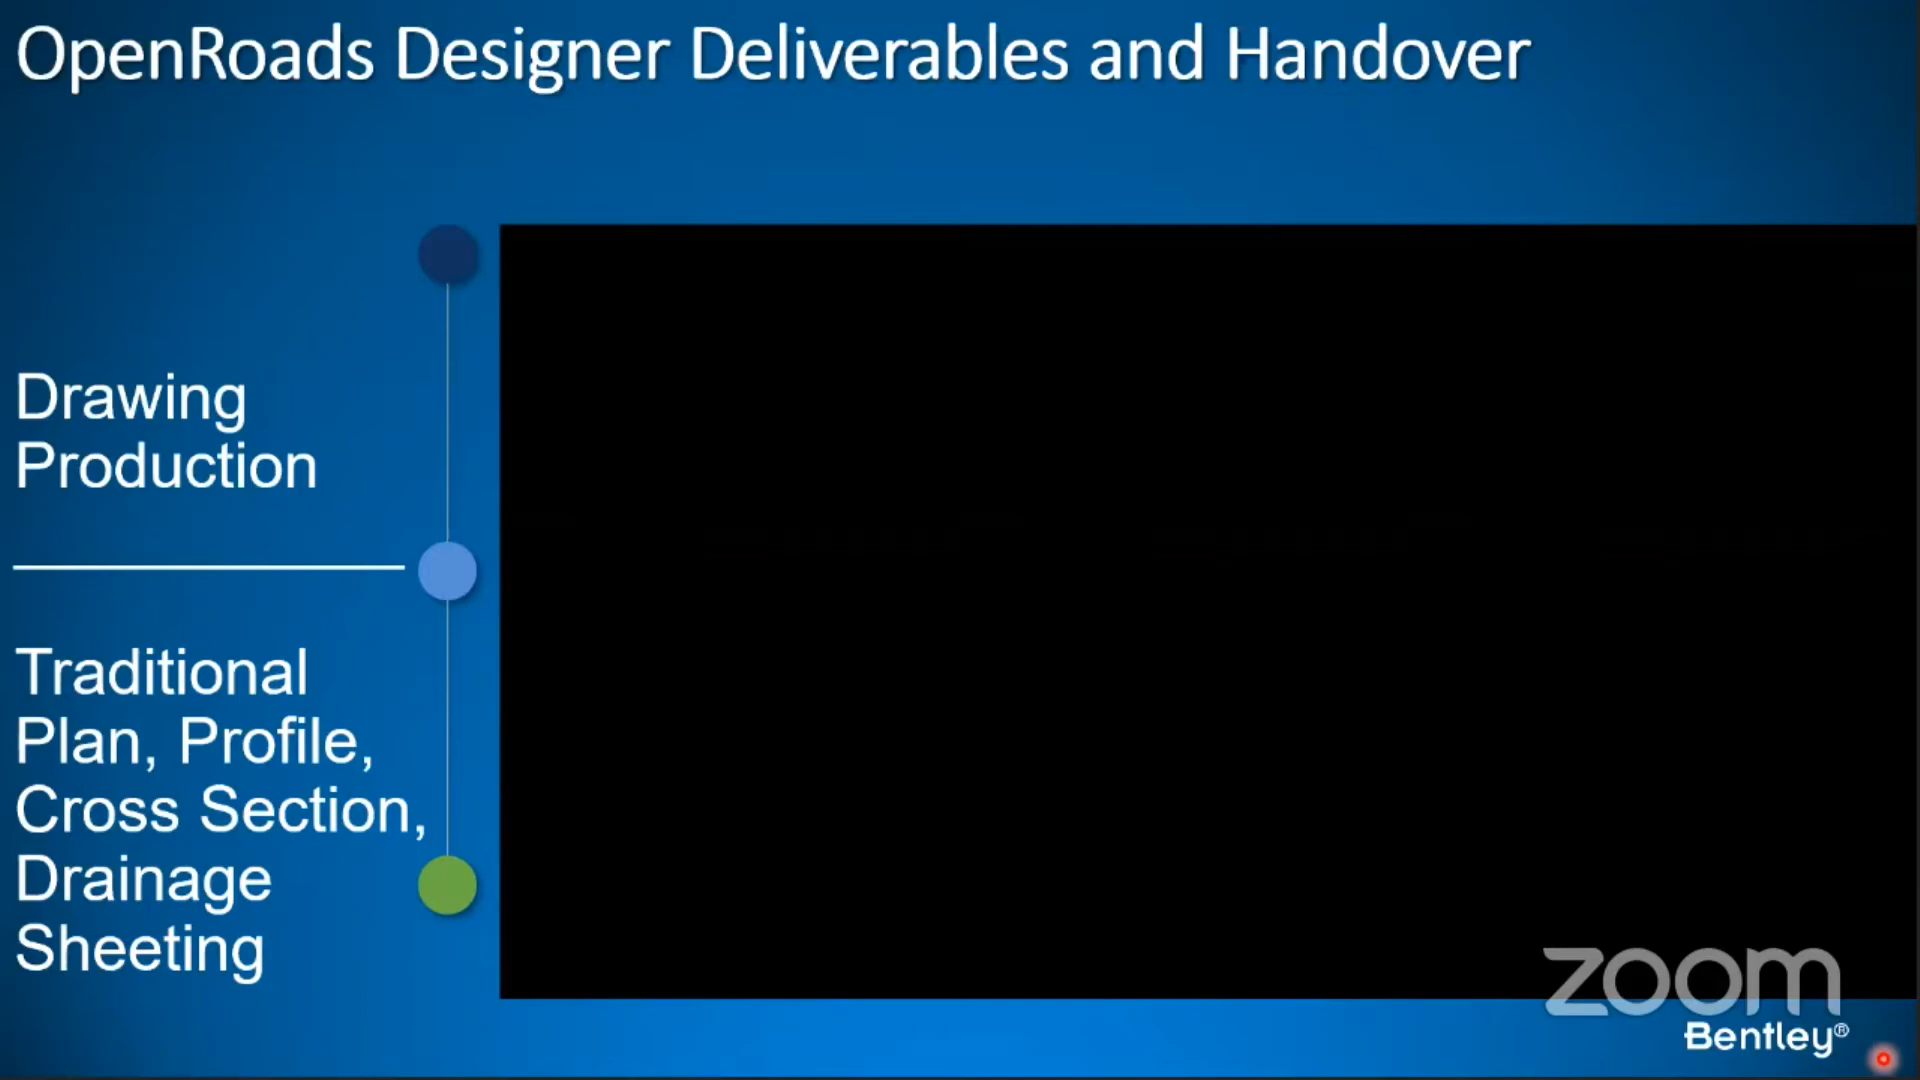 OpenRoads Designer Deliverables and Handover
Drawing
Production
Traditional
Plan, Profile,
Cross Section,
Drainage
Sheeting
zoom
Bentley®